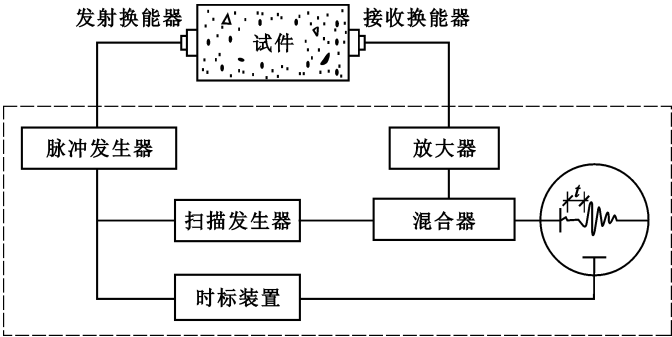 发射换能器
试件
接收换能器
脉冲发生器
放大器
扫描发生器
混合器
t
时标装置